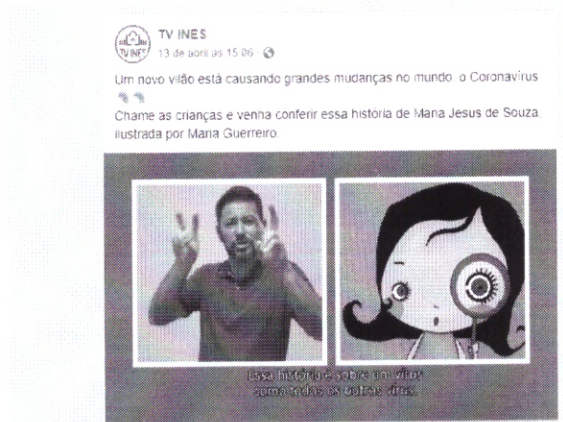 TV INES
TV INES
13 de abril às 15:06
Um novo vilão está causando grandes mudanças no mundo: o Coronavírus
Chame as crianças e venha conferir essa história de Maria Jesus de Souza,
ilustrada por Maria Guerreiro
Essa história é sobre um vírus
como todos os outros vírus.